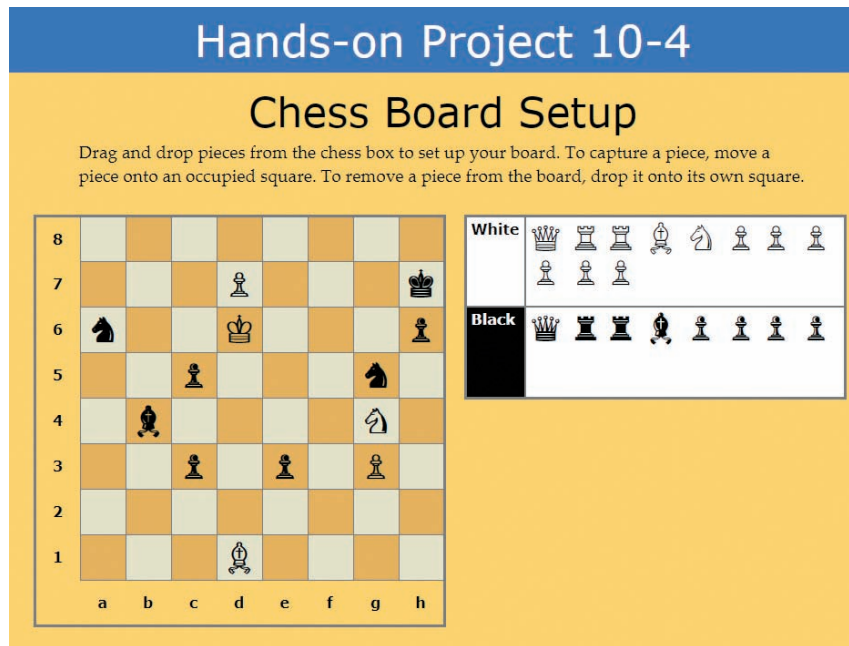 Hands-on Project 10-4
Chess Board Setup
Drag and drop pieces from the chess box to set up your board. To capture a piece, move a
piece onto an occupied square. To remove a piece from the board, drop it onto its own square.
8
7
6
5
4
3
2
1
a b c d e f g h
White
Black